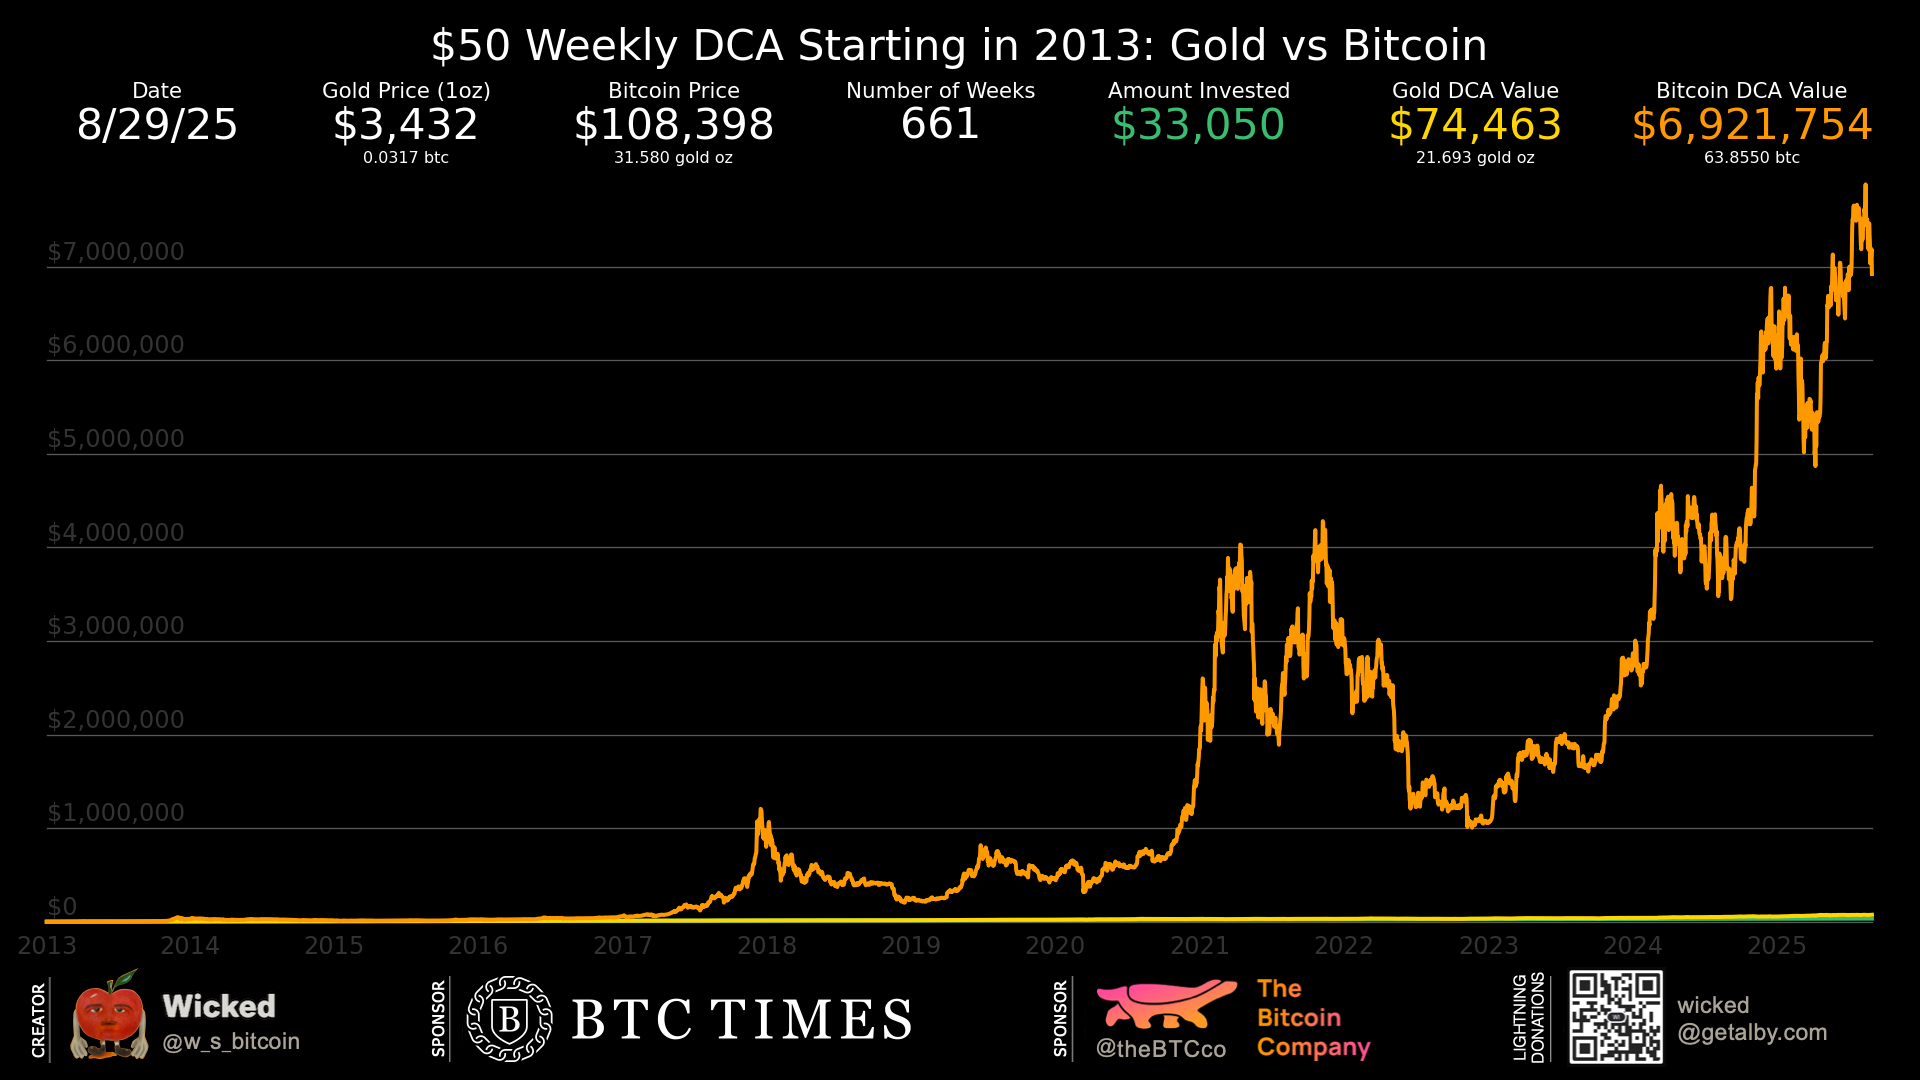 $50 Weekly DCA Starting in 2013: Gold vs Bitcoin
Date
8/29/25
Gold Price (1oz)
$3,432
0.0317 btc
Bitcoin Price
$108,398
31.580 gold oz
Number of Weeks
661
Amount Invested
$33,050
Gold DCA Value
$74,463
21.693 gold oz
Bitcoin DCA Value
$6,921,754
63.8550 btc
$7,000,000
$6,000,000
$5,000,000
$4,000,000
$3,000,000
$2,000,000
$1,000,000
$0
2013 2014 2015 2016 2017 2018 2019 2020 2021 2022 2023 2024 2025
CREATOR
Wicked
@w_s_bitcoin
SPONSOR
B
BTC TIMES
SPONSOR
@theBTCco
The
Bitcoin
Company
LIGHTNING
DONATIONS
wicked
@getalby.com